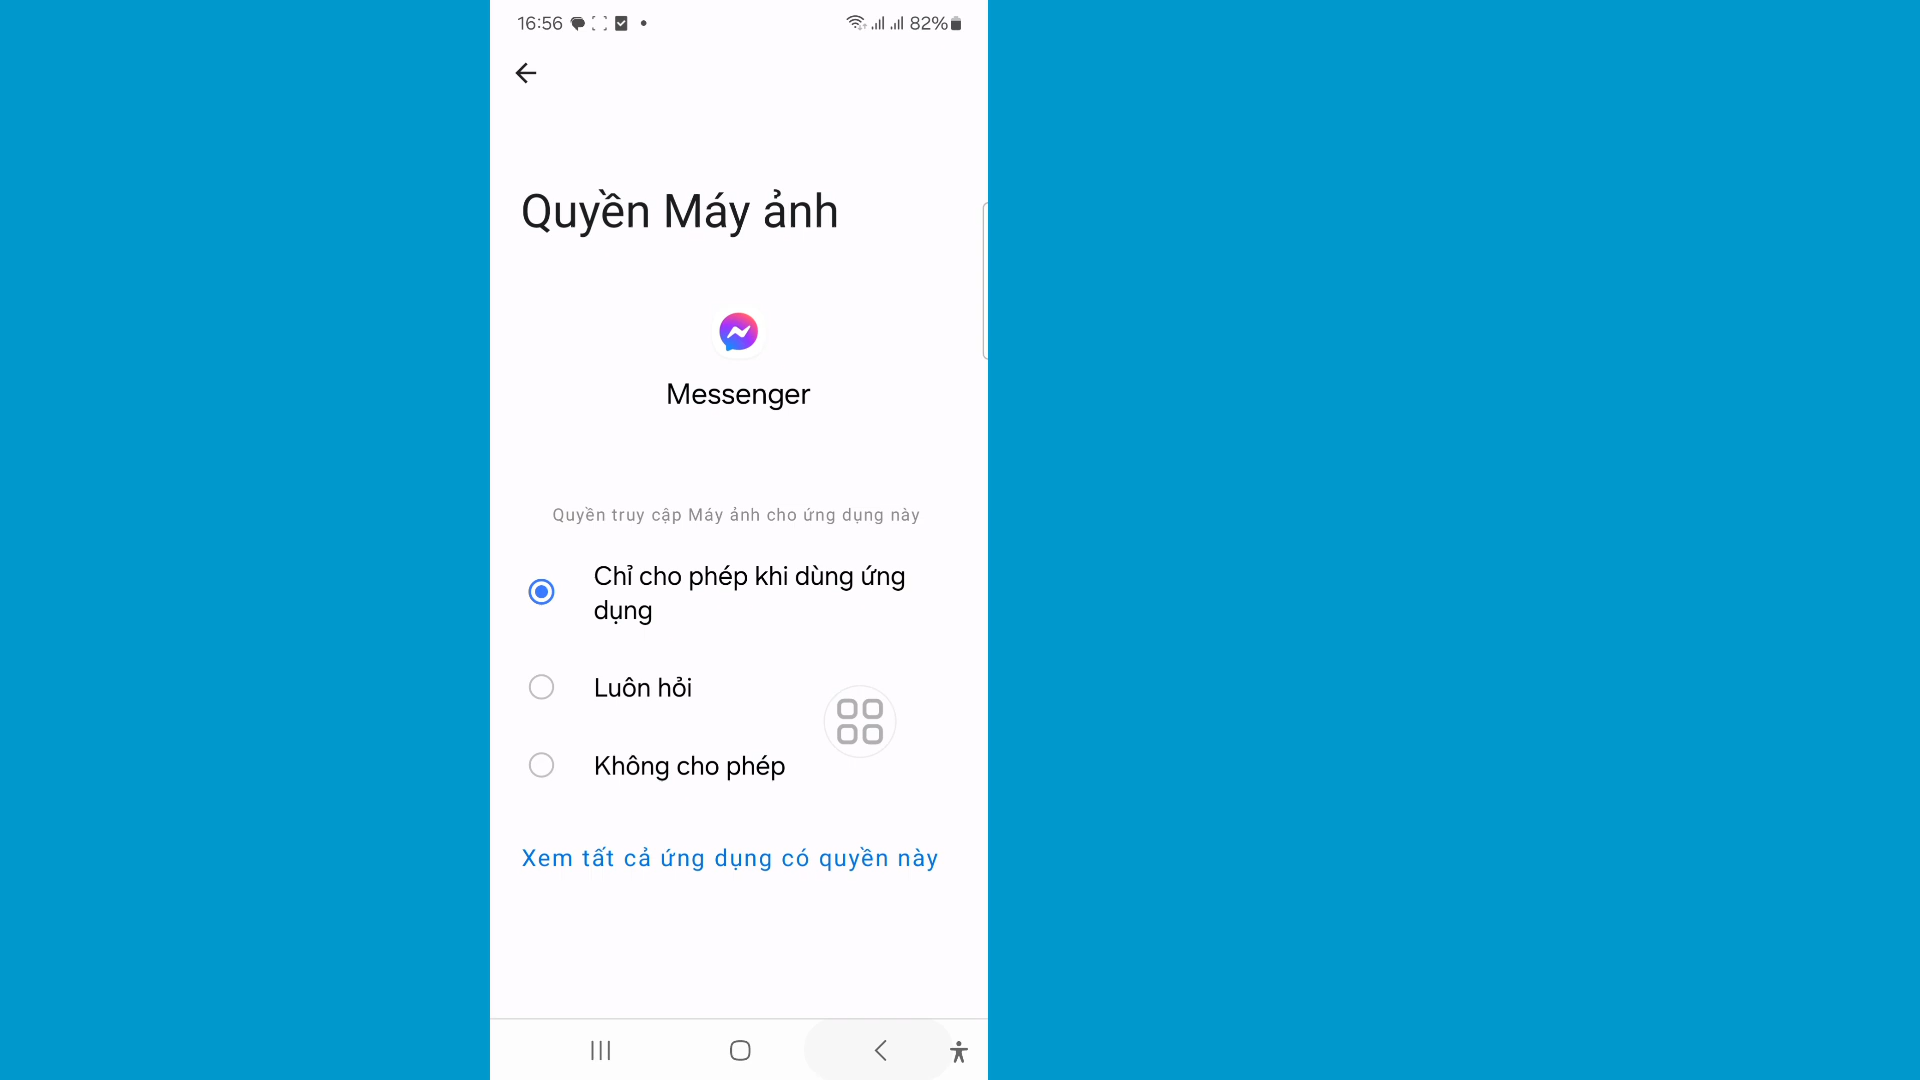 16:56 82%
Quyền Máy ảnh
Messenger
Quyền truy cập Máy ảnh cho ứng dụng này
Chỉ cho phép khi dùng ứng
dụng
Luôn hỏi
Không cho phép
Xem tất cả ứng dụng có quyền này